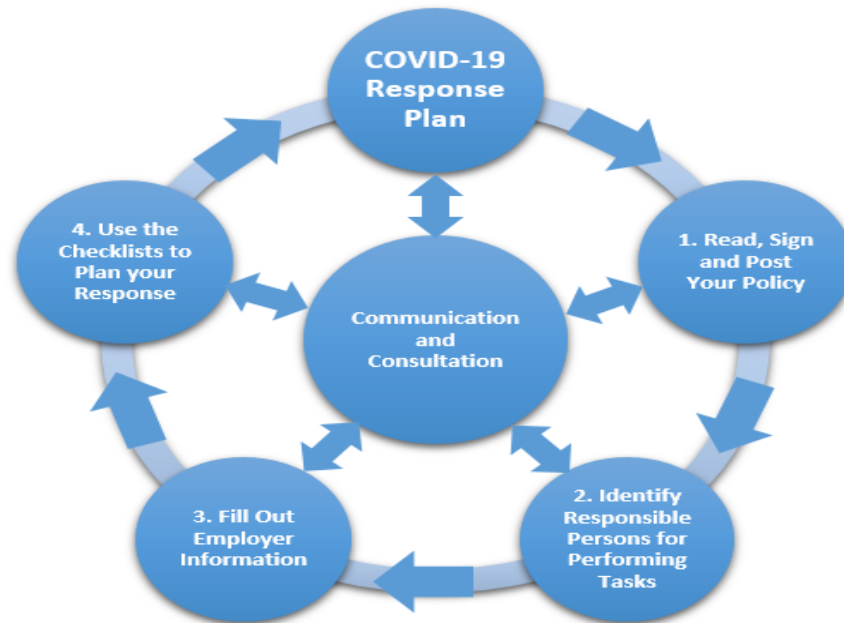 COVID-19
Response
Plan
1. Read, Sign
and Post
Your Policy
2. Identify
Responsible
Persons for
Performing
Tasks
3. Fill Out
Employer
Information
4. Use the
Checklists to
Plan your
Response
Communication
and
Consultation